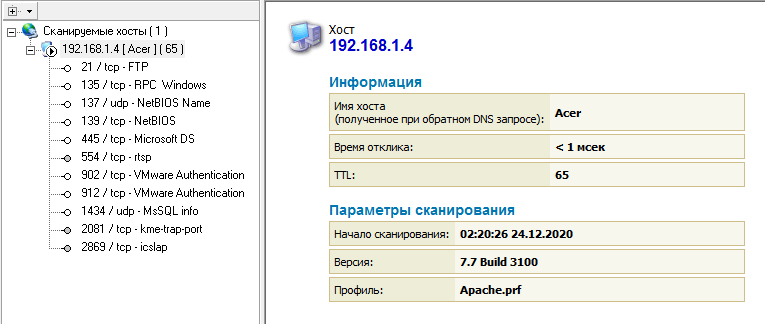 Сканируемые хосты ( 1 )
192.168.1.4 [ Acer ] ( 65 )
21 / tcp - FTP
135 / tcp - RPC Windows
137 / udp - NetBIOS Name
139 / tcp - NetBIOS
445 / tcp - Microsoft DS
554 / tcp - rtsp
902 / tcp - VMware Authentication
912 / tcp - VMware Authentication
1434 / udp - MsSQL info
2081 / tcp - kme-trap-port
2869 / tcp - icslap
Хост
192.168.1.4
Информация
Имя хоста
(полученное при обратном DNS запросе): Acer
Время отклика: < 1 мсек
TTL: 65
Параметры сканирования
Начало сканирования: 02:20:26 24.12.2020
Версия: 7.7 Build 3100
Профиль: Apache.prf